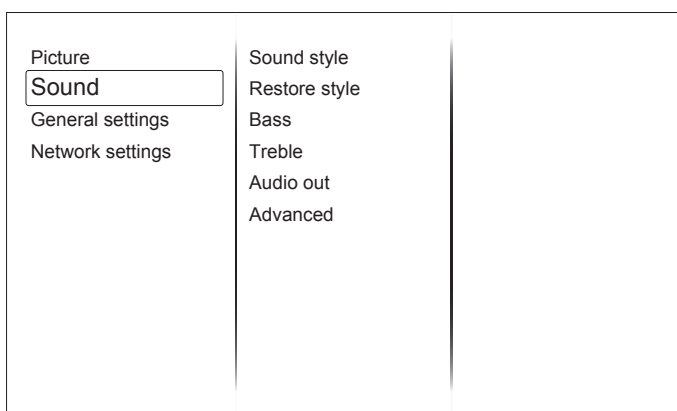 Picture
Sound
General settings
Network settings
Sound style
Restore style
Bass
Treble
Audio out
Advanced